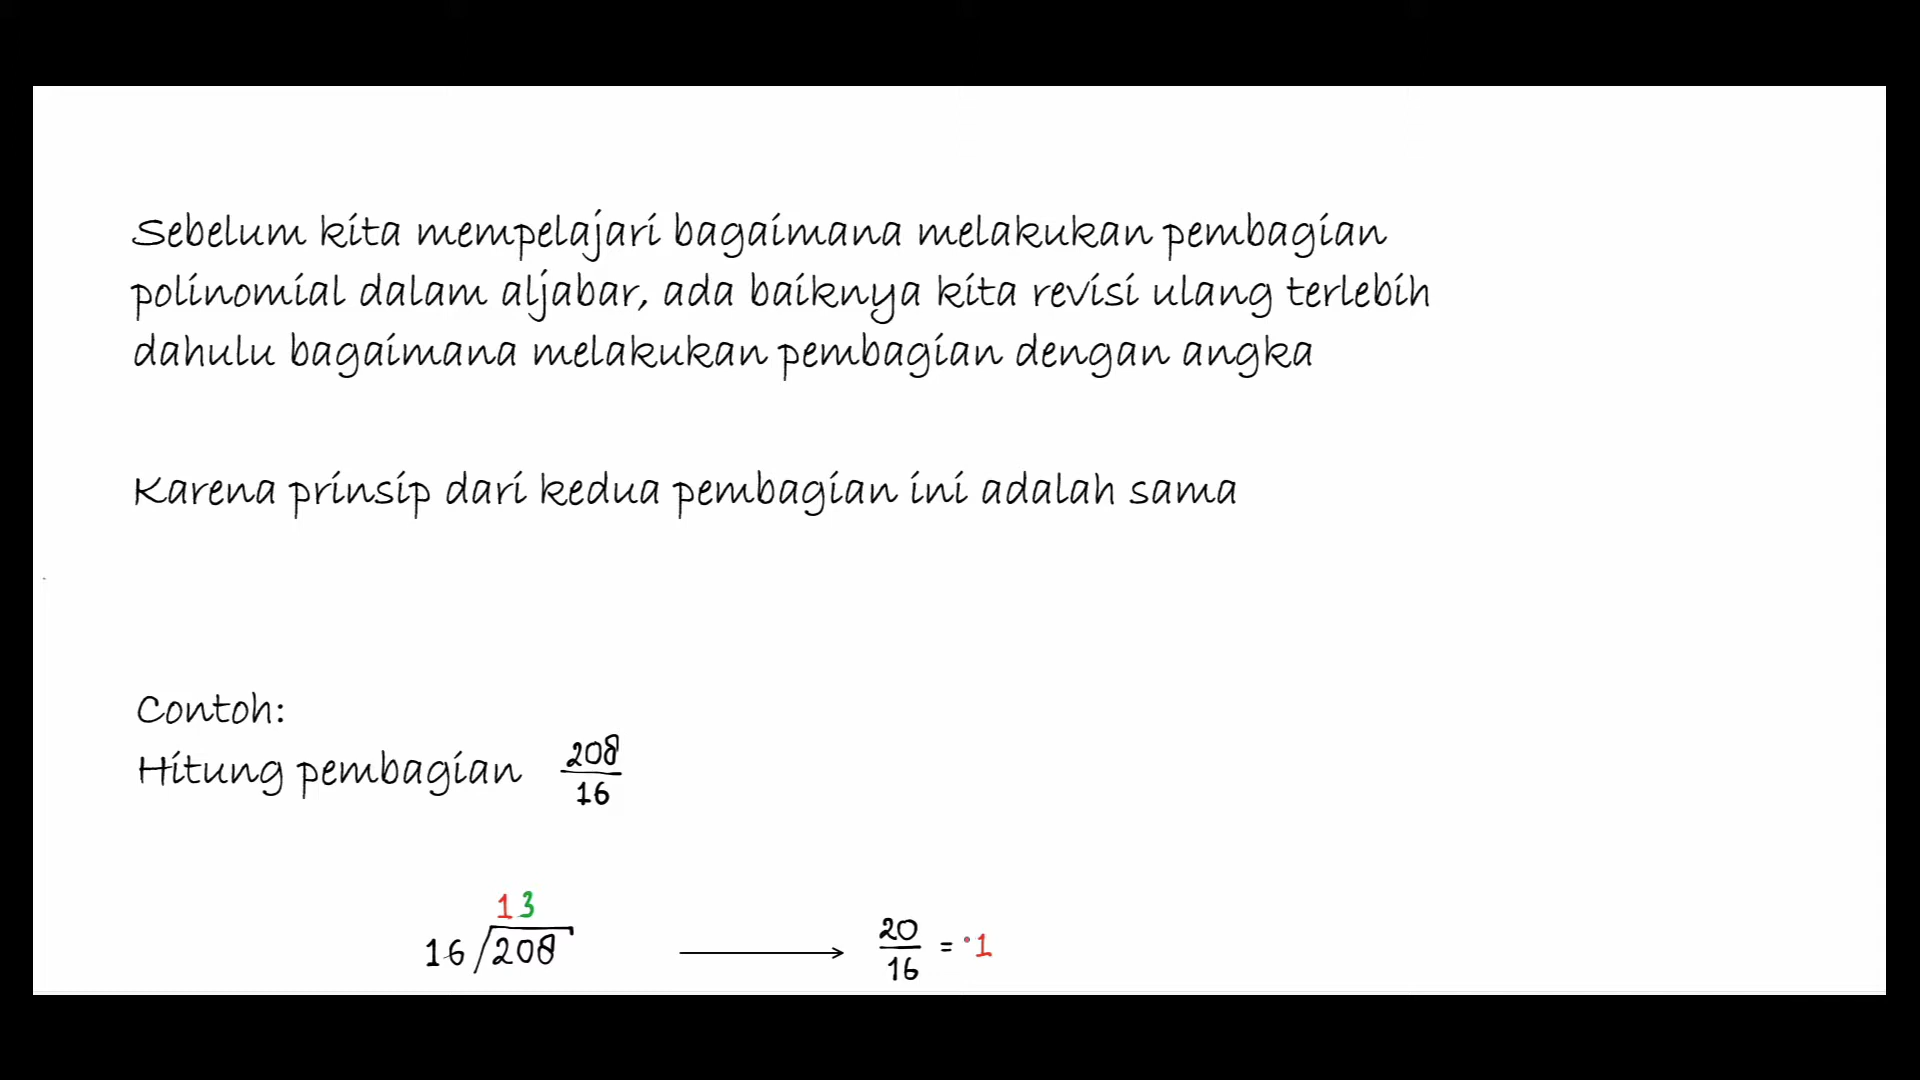 Sebelum kita mempelajari bagaimana melakukan pembagian
polinomial dalam aljabar, ada baiknya kita revisi ulang terlebih
dahulu bagaimana melakukan pembagian dengan angka
Karena prinsip dari kedua pembagian ini adalah sama
Contoh:
Hitung pembagian 208/16
13
16 /208 → 20/16 = 1